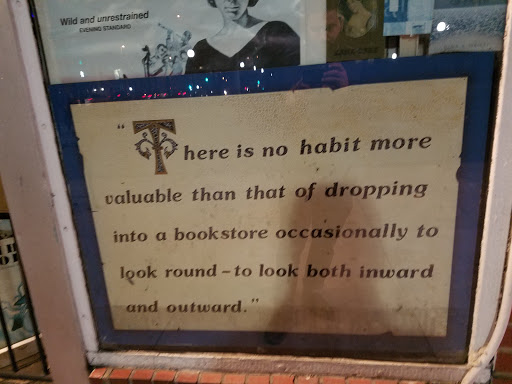 Wild and unrestrained
EVENING STANDARD
"There is no habit more
valuable than that of dropping
into a bookstore occasionally to
look round – to look both inward
and outward."